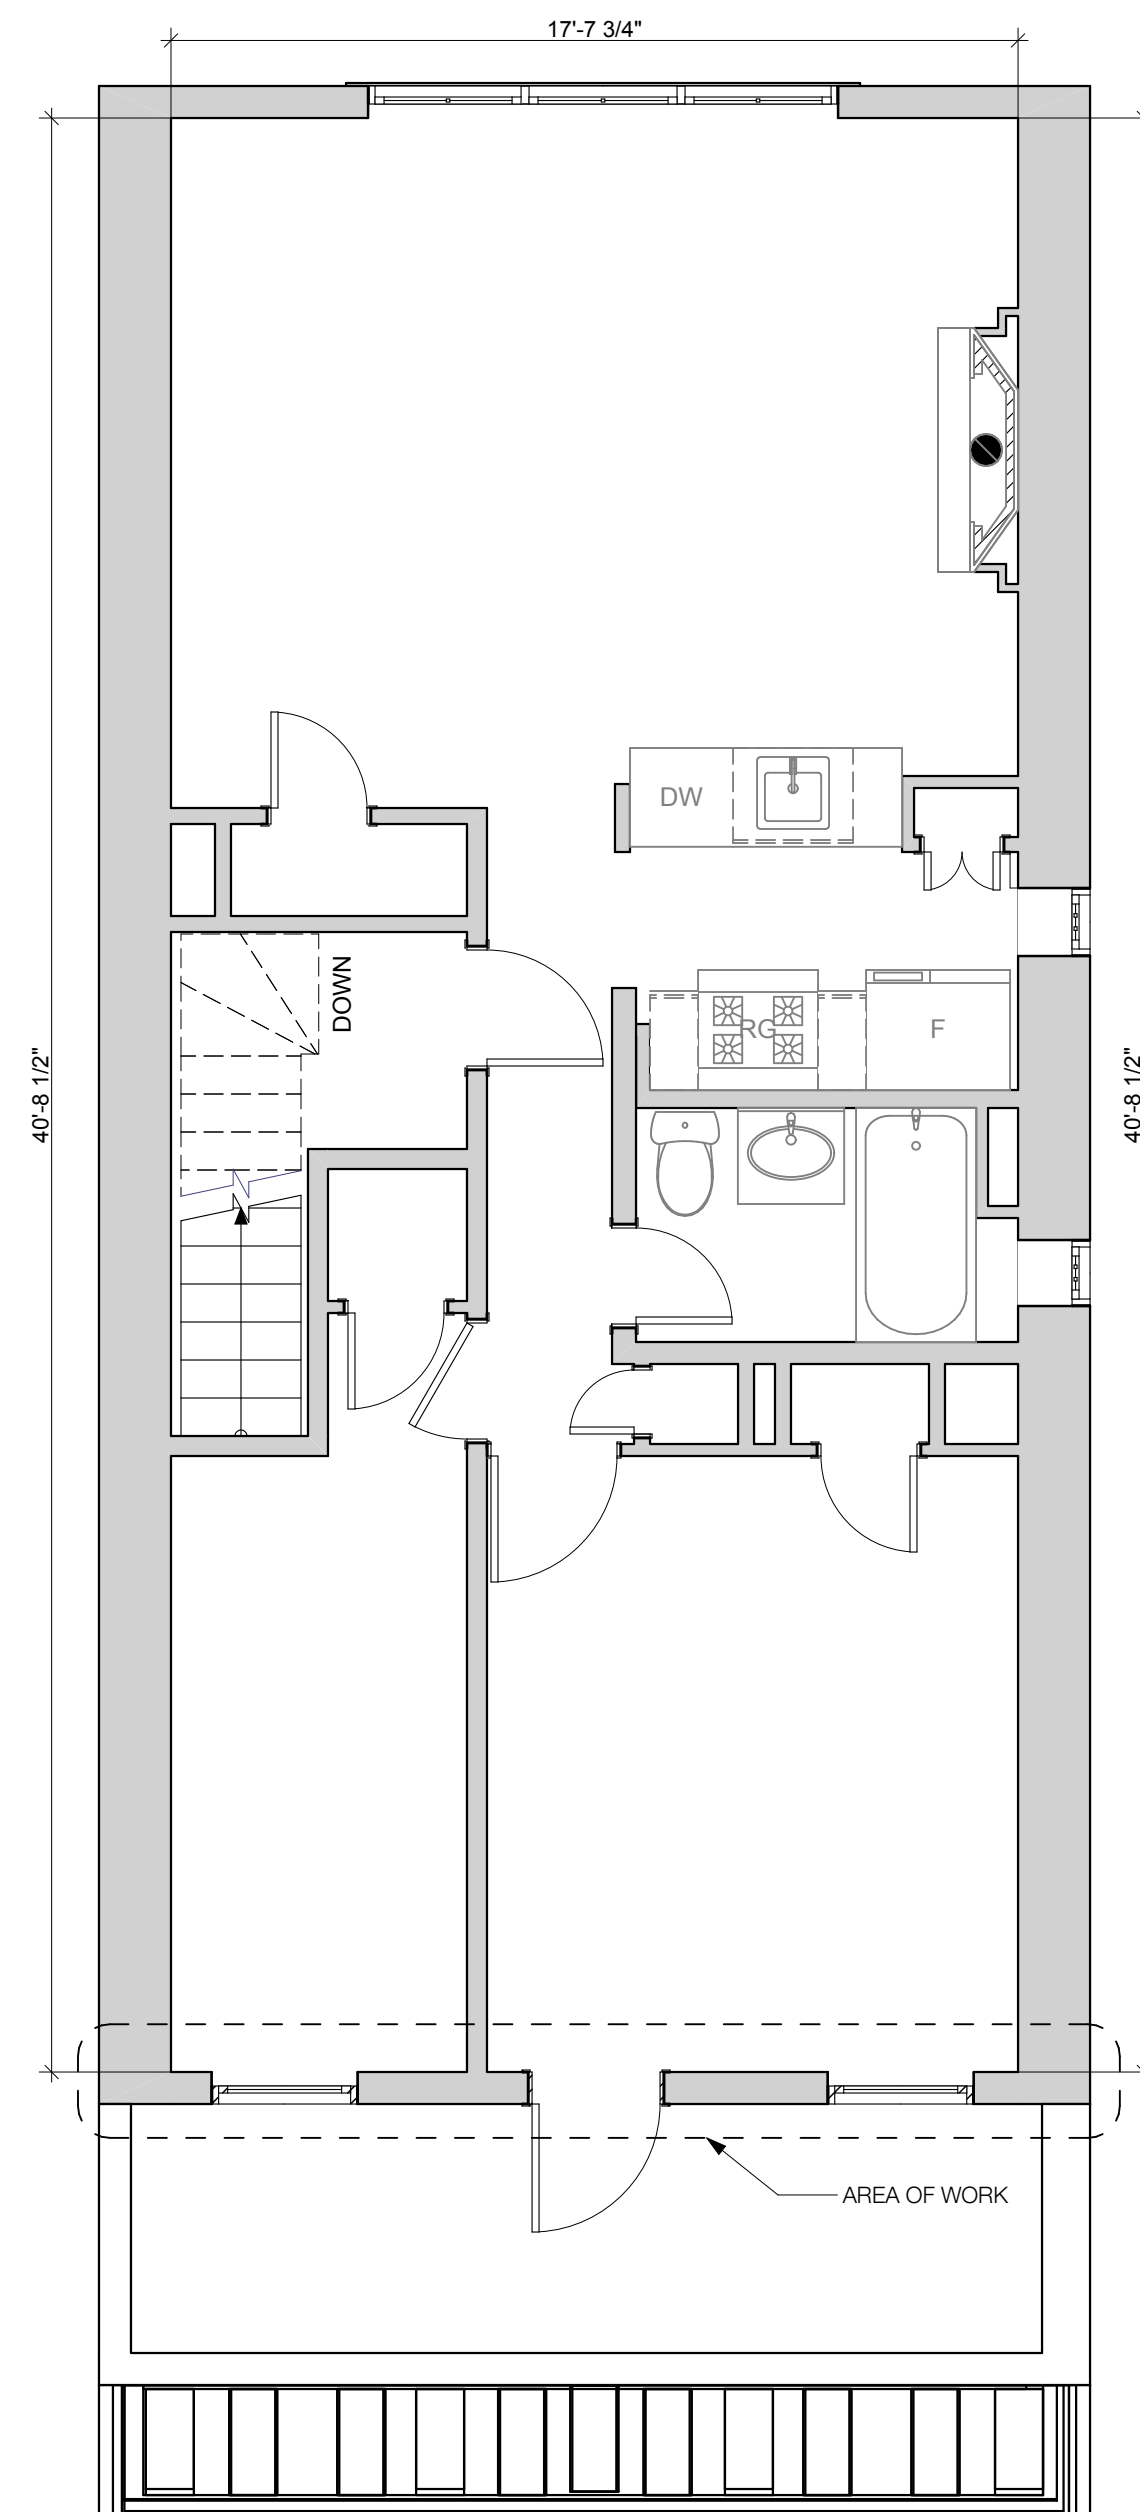 17'-7 3/4"
DW
DOWN
RG
F
40'-8 1/2"
40'-8 1/2"
AREA OF WORK